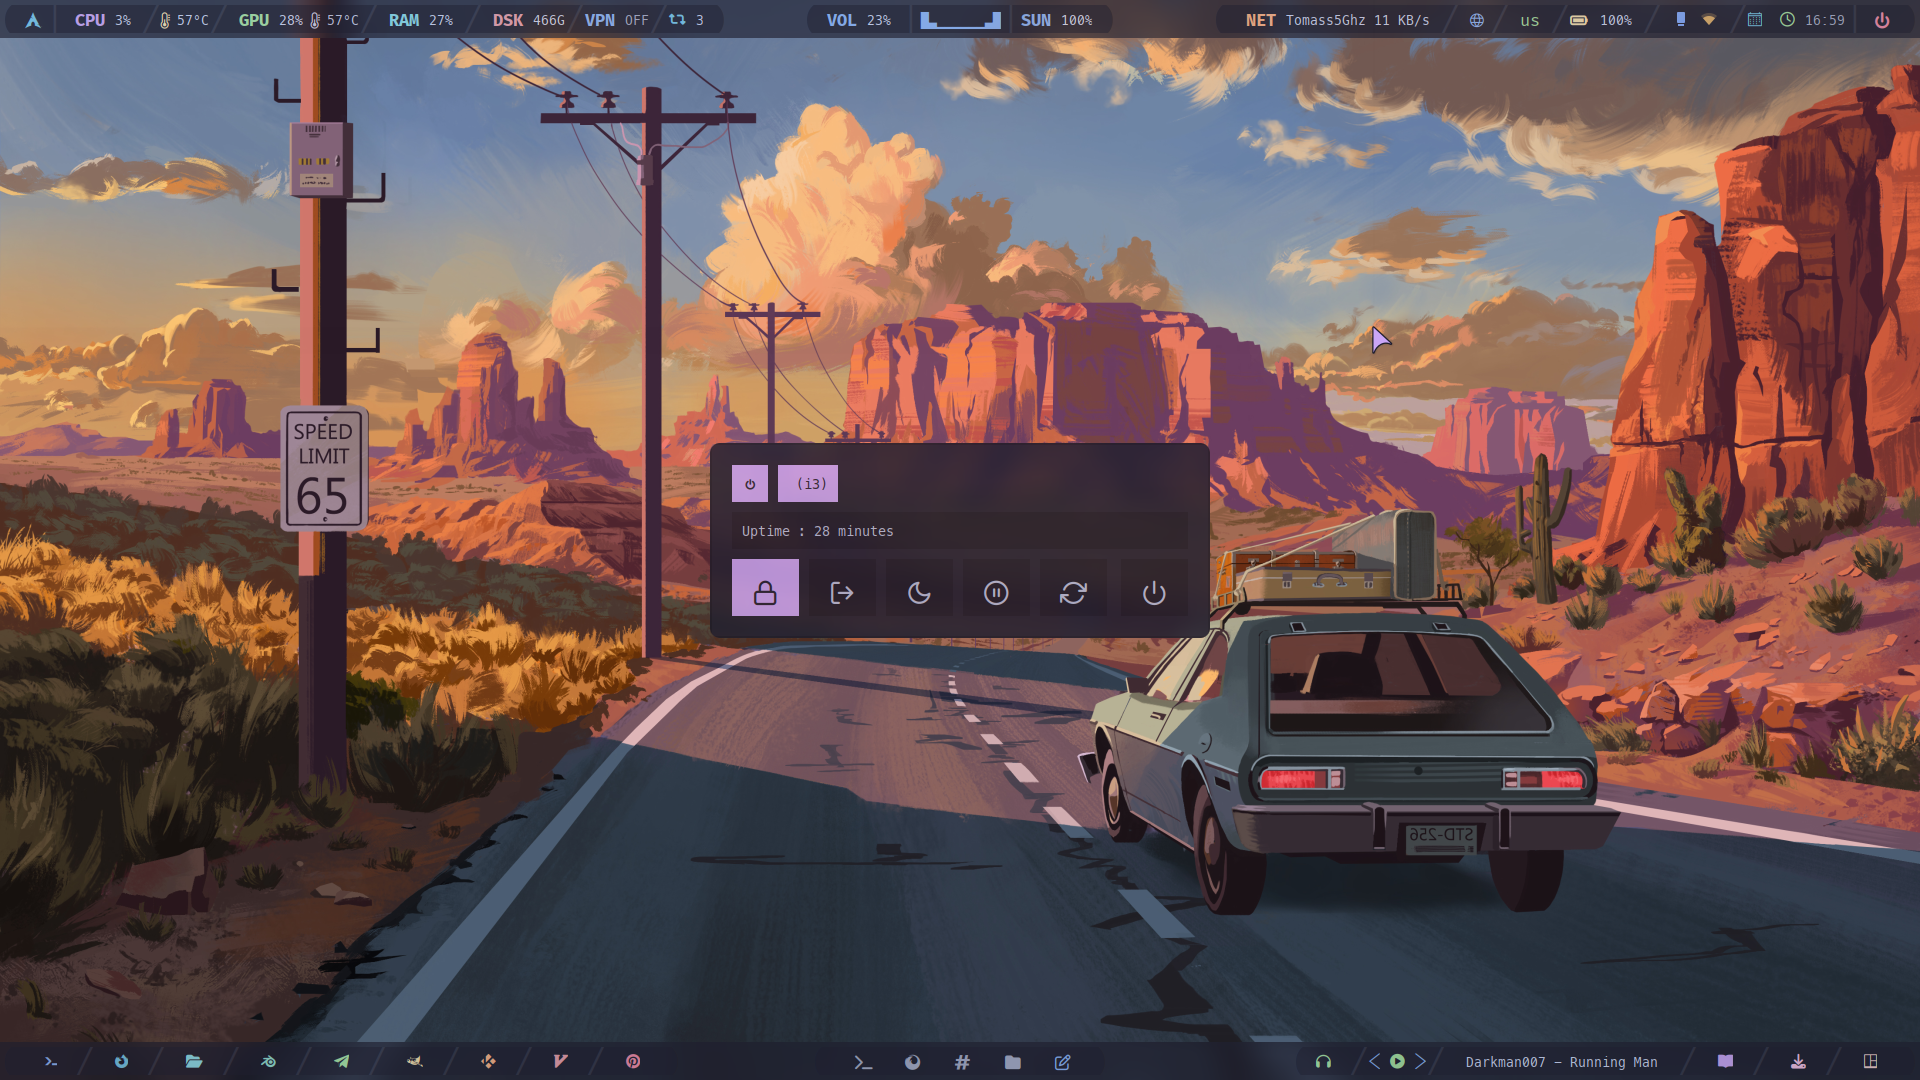 CPU 3% 57°C GPU 28% 57°C RAM 27% DSK 466G VPN OFF 3 VOL 23% SUN 100% NET Tomass5Ghz 11 KB/s us 100% 16:59
SPEED
LIMIT
65
(i3)
Uptime : 28 minutes
STD-256
Darkman007 – Running Man